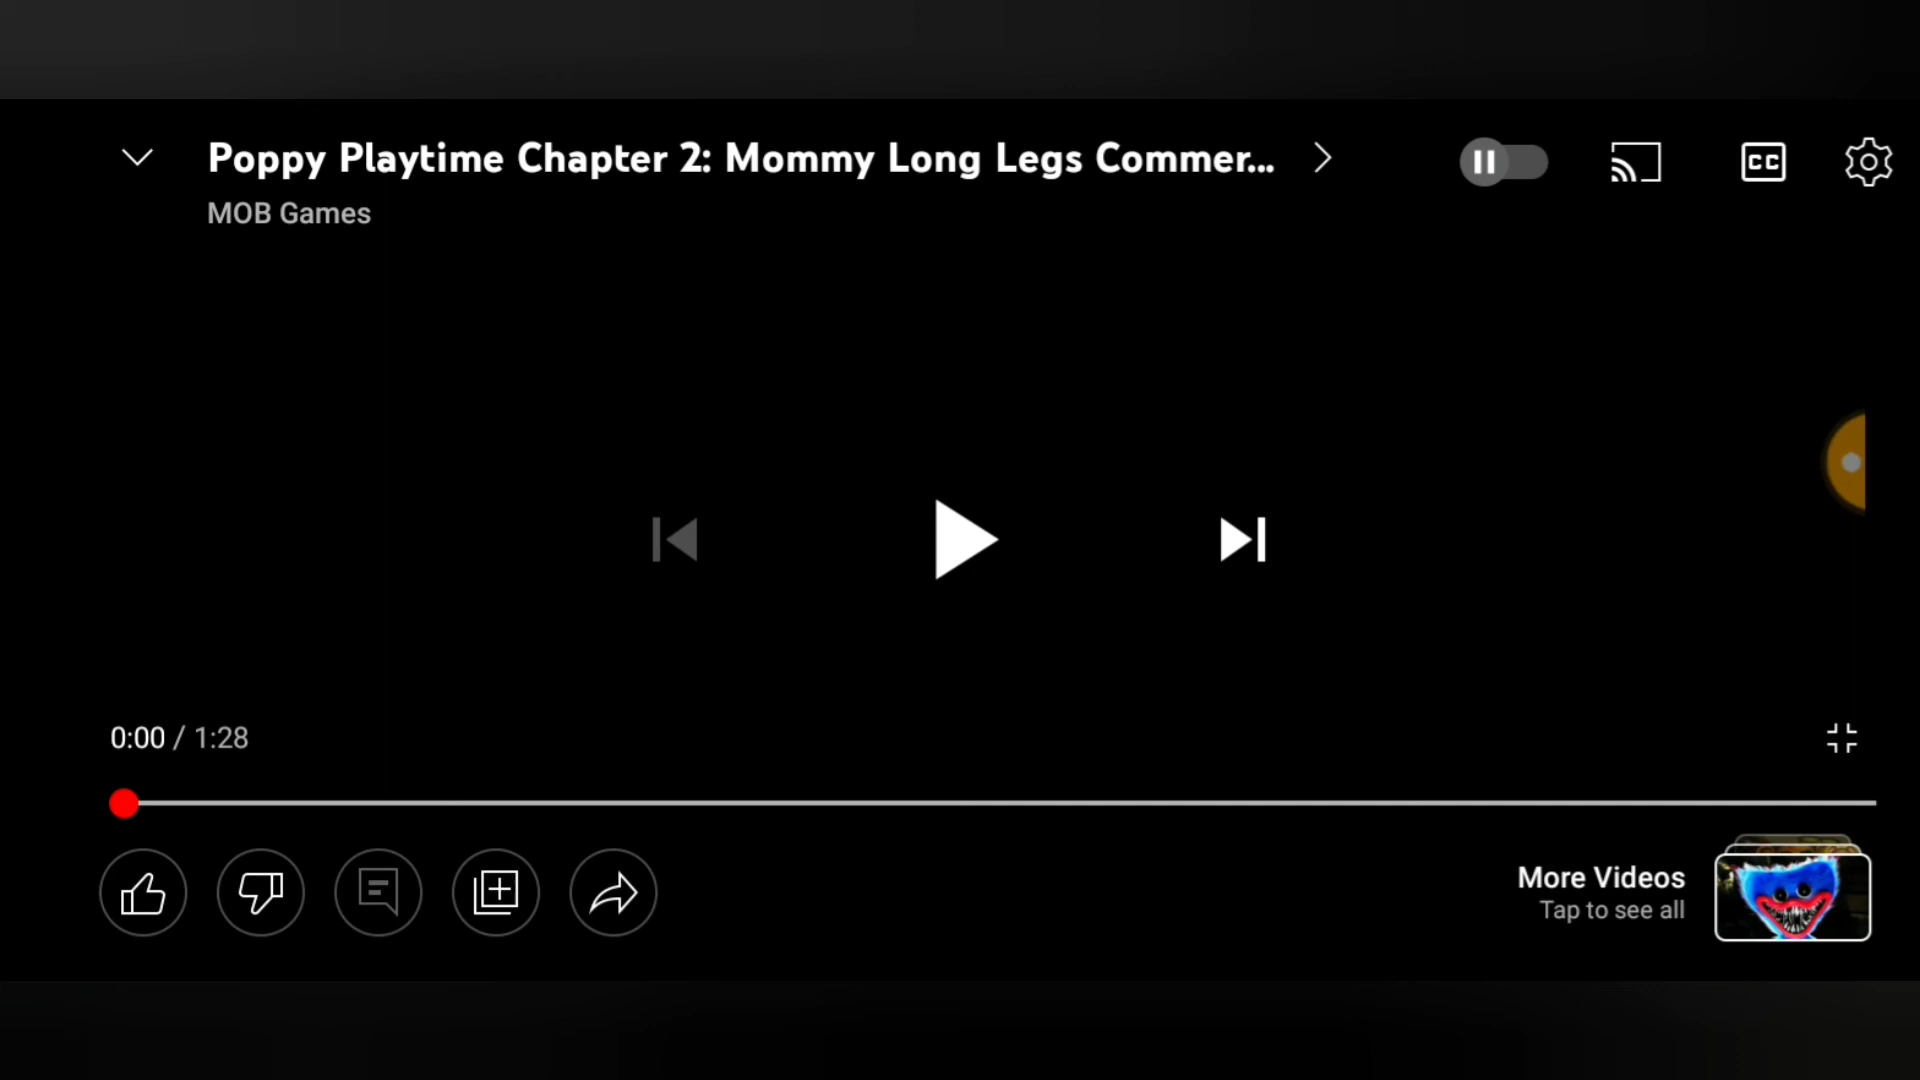 Poppy Playtime Chapter 2: Mommy Long Legs Commer...
MOB Games
CC
0:00 / 1:28
More Videos
Tap to see all